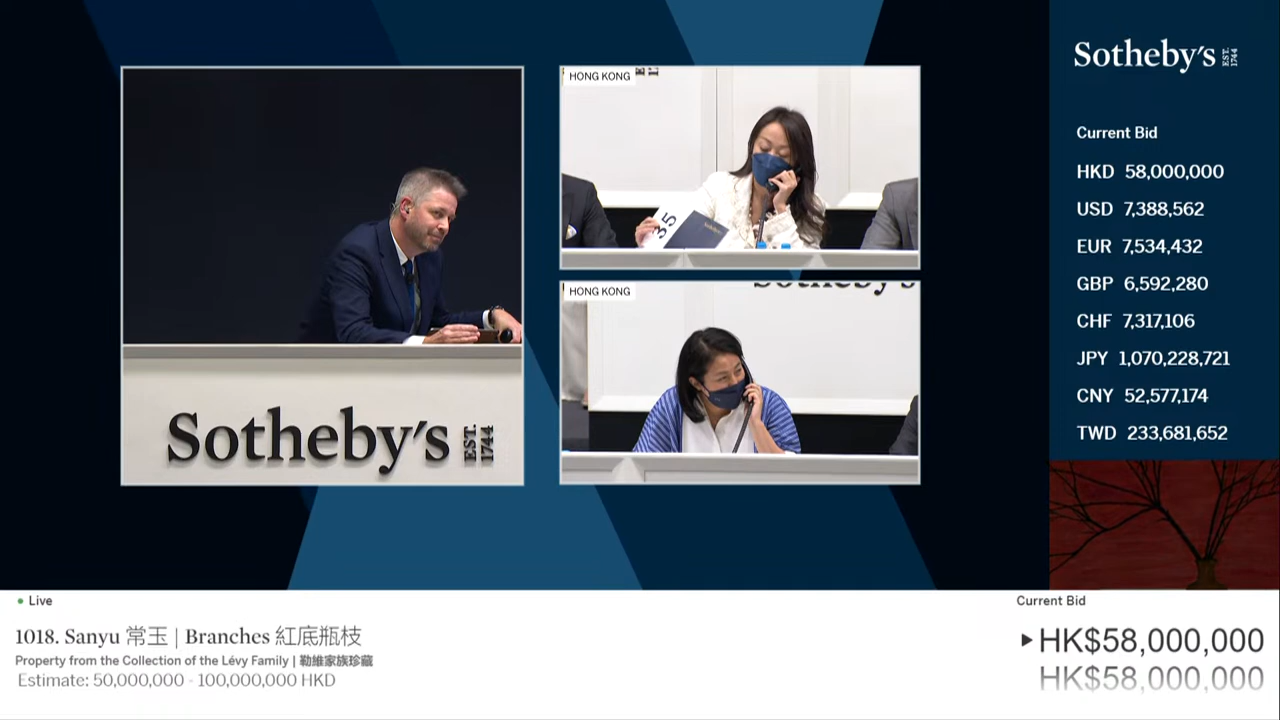 Sotheby's EST. 1744
Current Bid
HKD 58,000,000
USD 7,388,562
EUR 7,534,432
GBP 6,592,280
CHF 7,317,106
JPY 1,070,228,721
CNY 52,577,174
TWD 233,681,652
HONG KONG
35
HONG KONG
Sotheby's
Sotheby's EST. 1744
Live
1018. Sanyu 常玉 | Branches 紅底瓶枝
Property from the Collection of the Lévy Family | 勒維家族珍藏
Estimate: 50,000,000 - 100,000,000 HKD
Current Bid
HK$58,000,000
HK$58,000,000